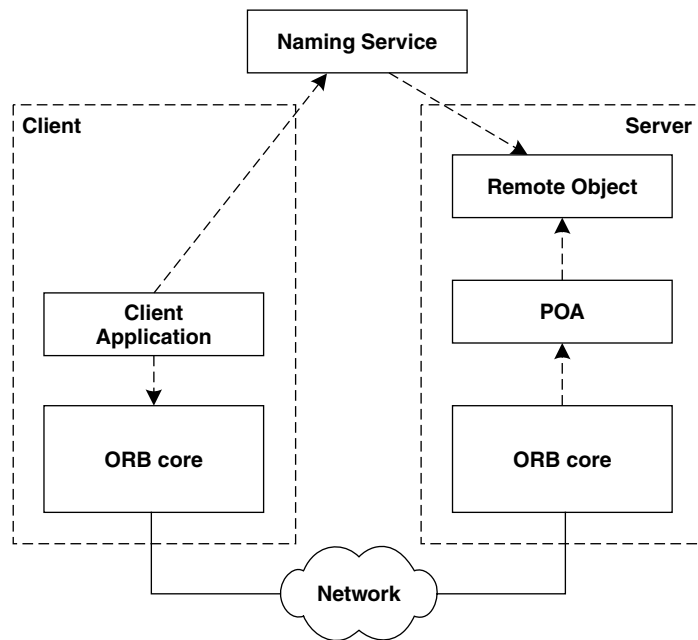 Naming Service
Client
Server
Remote Object
Client
Application
POA
ORB core
ORB core
Network